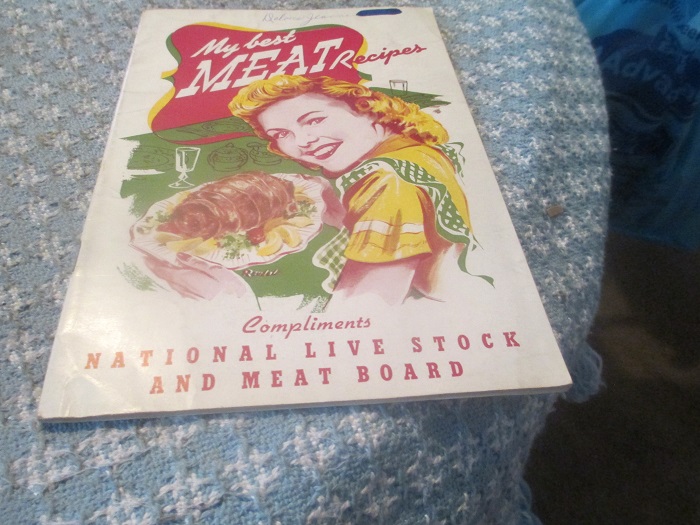 My best
MEAT Recipes
Compliments
NATIONAL LIVE STOCK
AND MEAT BOARD